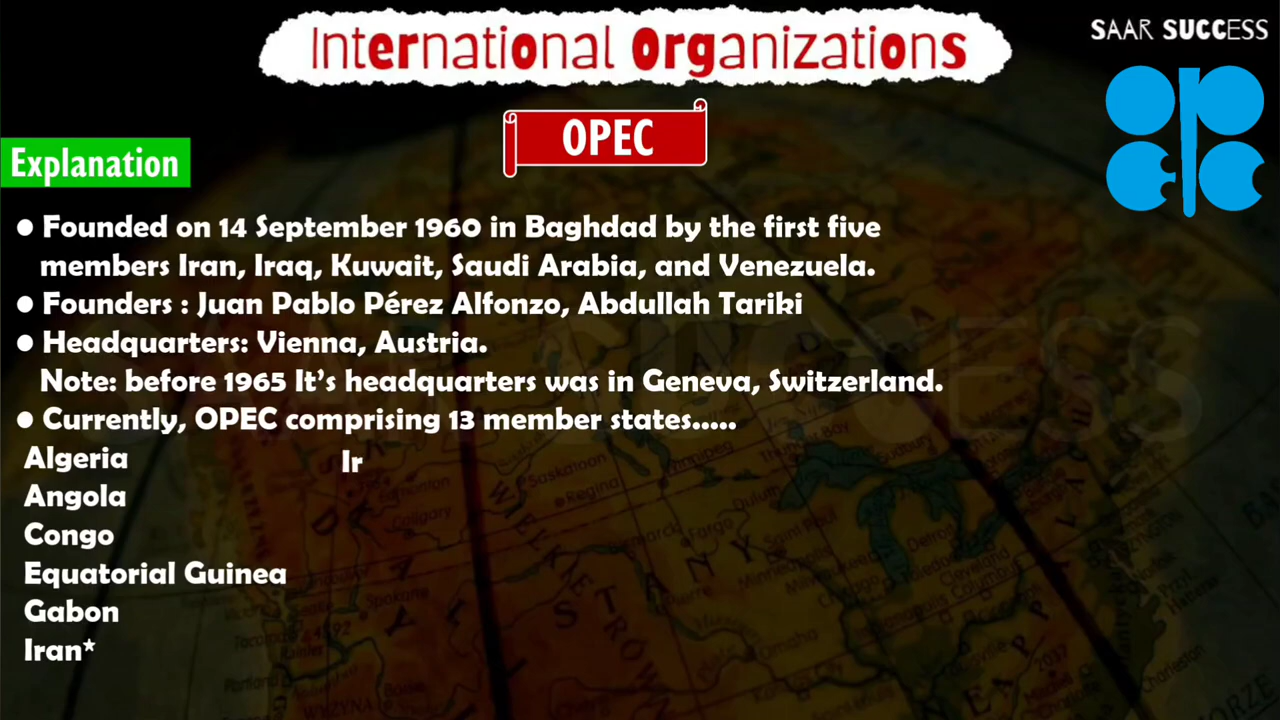 International Organizations
SAAR SUCCESS
OPEC
Explanation
• Founded on 14 September 1960 in Baghdad by the first five
members Iran, Iraq, Kuwait, Saudi Arabia, and Venezuela.
• Founders : Juan Pablo Pérez Alfonzo, Abdullah Tariki
• Headquarters: Vienna, Austria.
Note: before 1965 It's headquarters was in Geneva, Switzerland.
• Currently, OPEC comprising 13 member states.....
Algeria
Ir
Angola
Congo
Equatorial Guinea
Gabon
Iran*